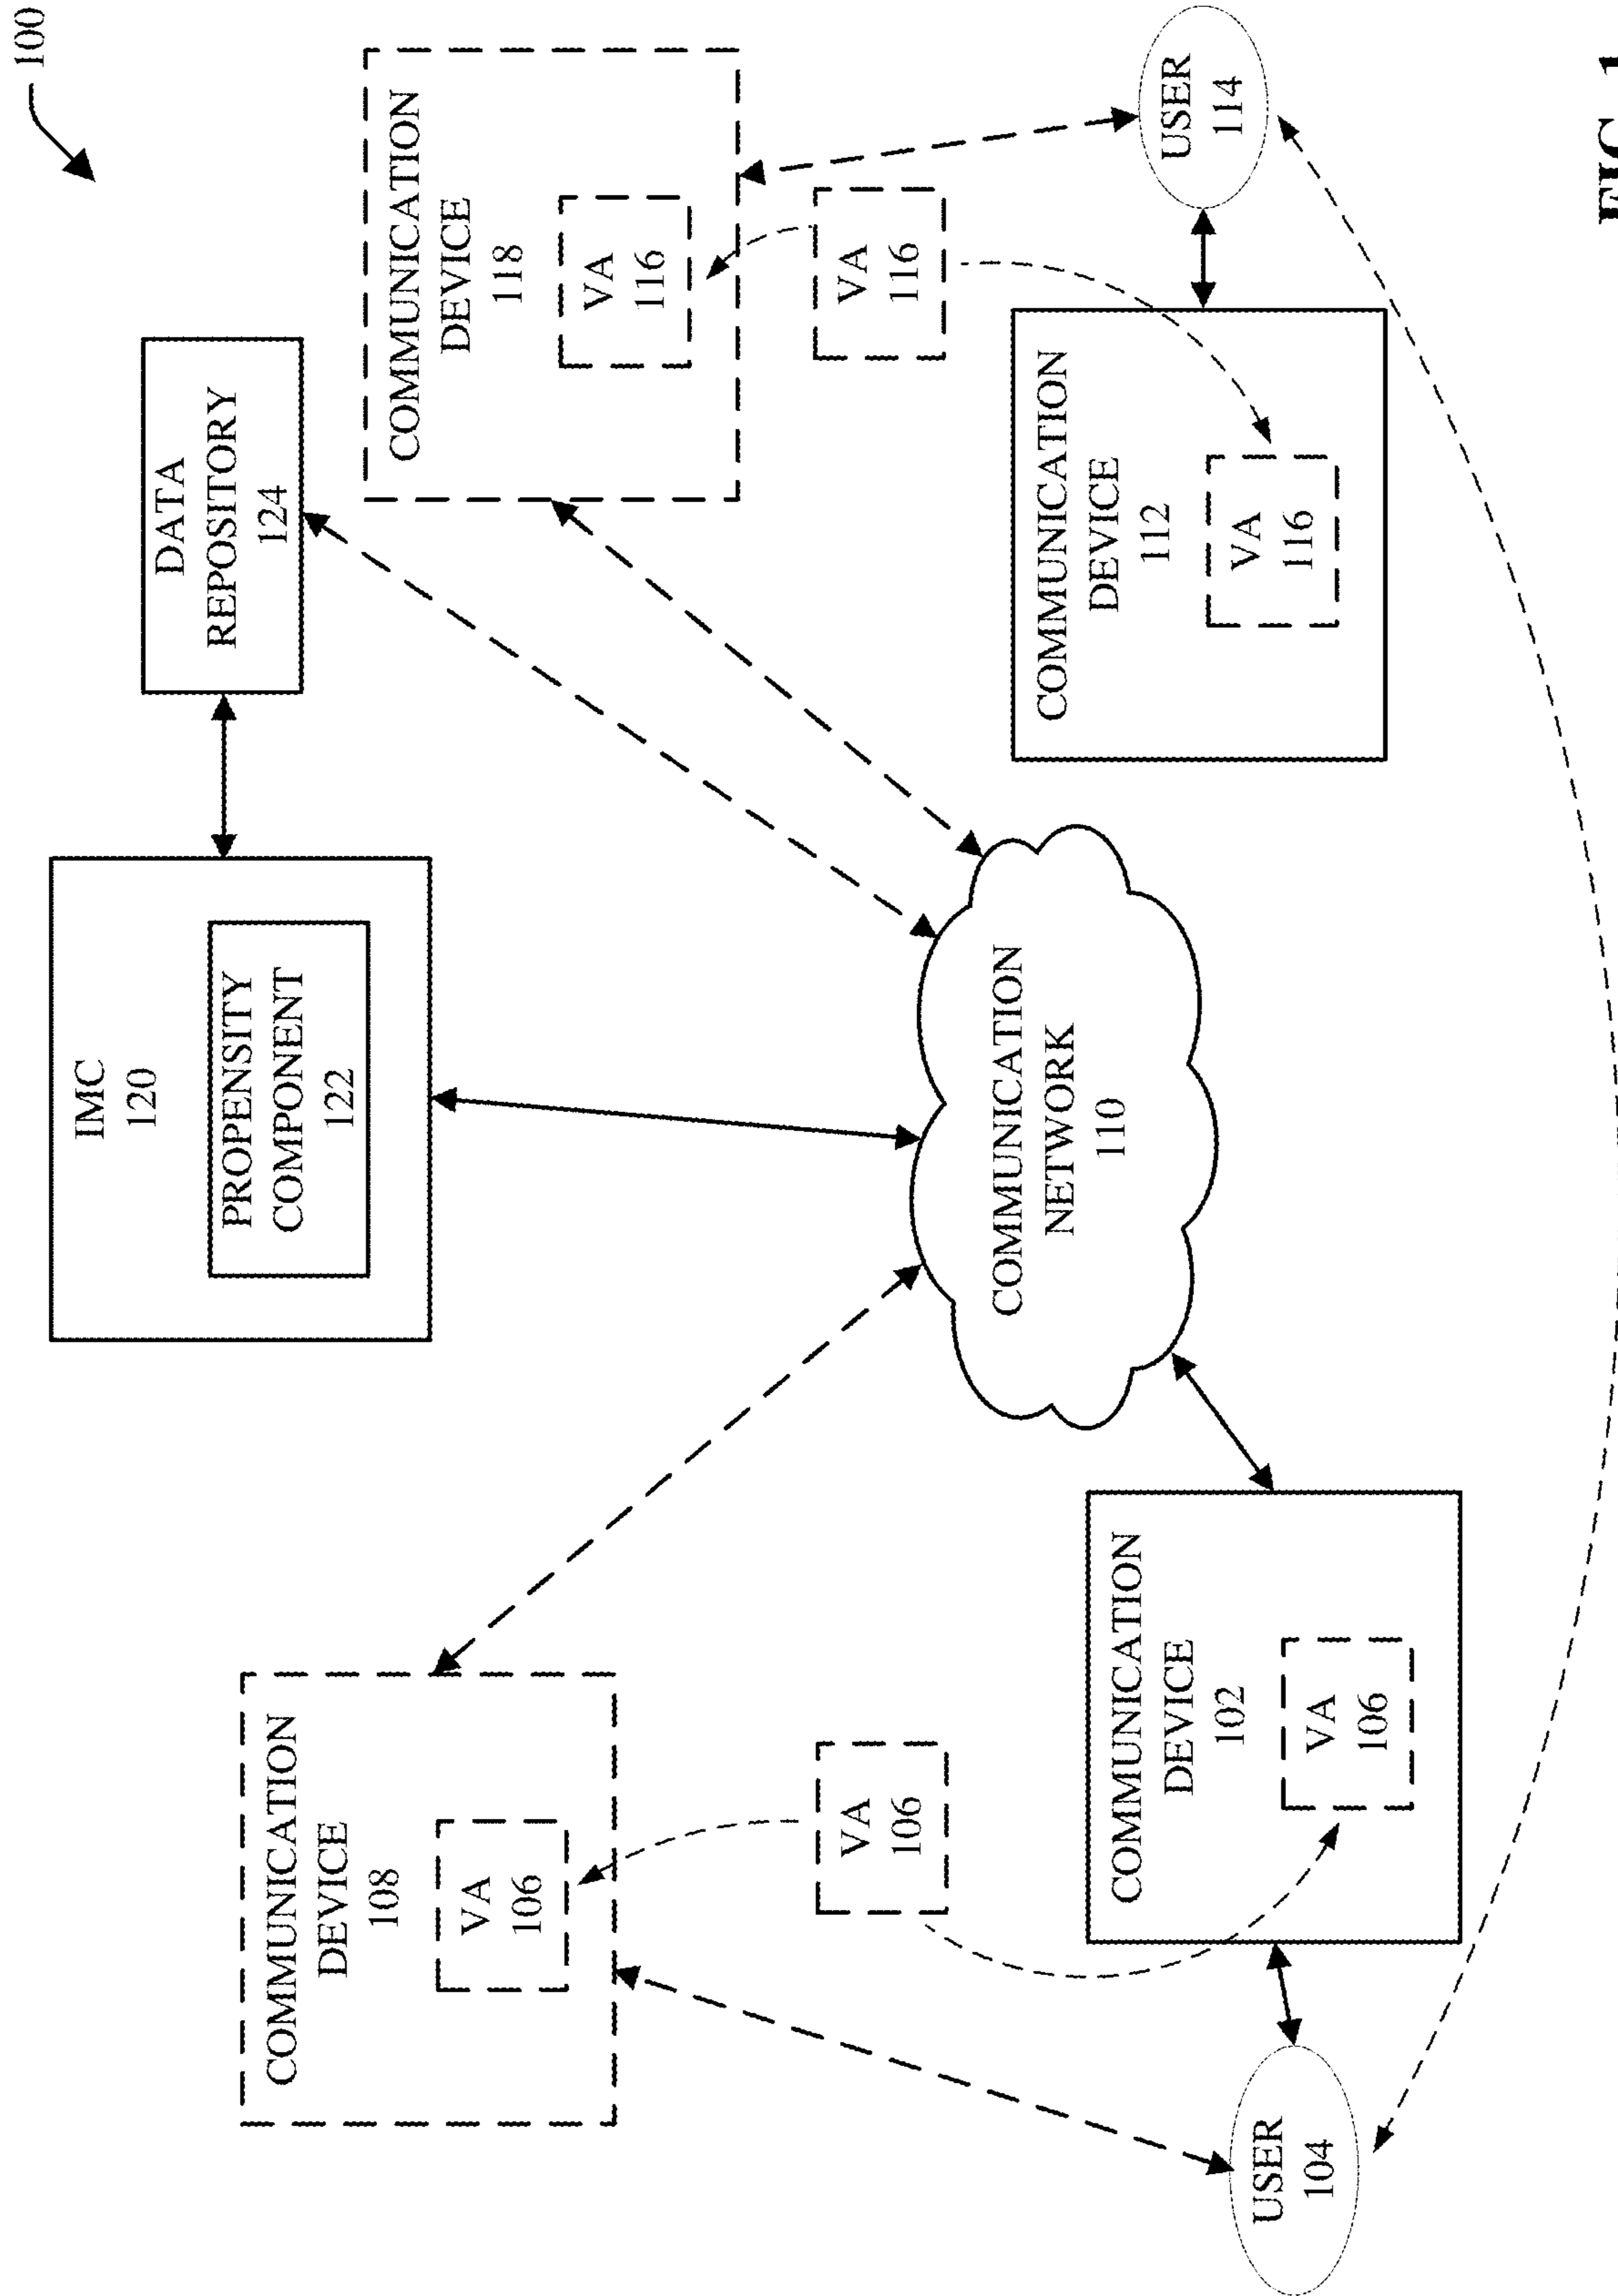 100
IMC
120
PROPENSITY
COMPONENT
122
DATA
REPOSITORY
124
COMMUNICATION
DEVICE
108
VA
106
COMMUNICATION
DEVICE
118
VA
116
VA
106
VA
116
COMMUNICATION
NETWORK
110
COMMUNICATION
DEVICE
102
VA
106
COMMUNICATION
DEVICE
112
VA
116
USER
104
USER
114
FIG. 1